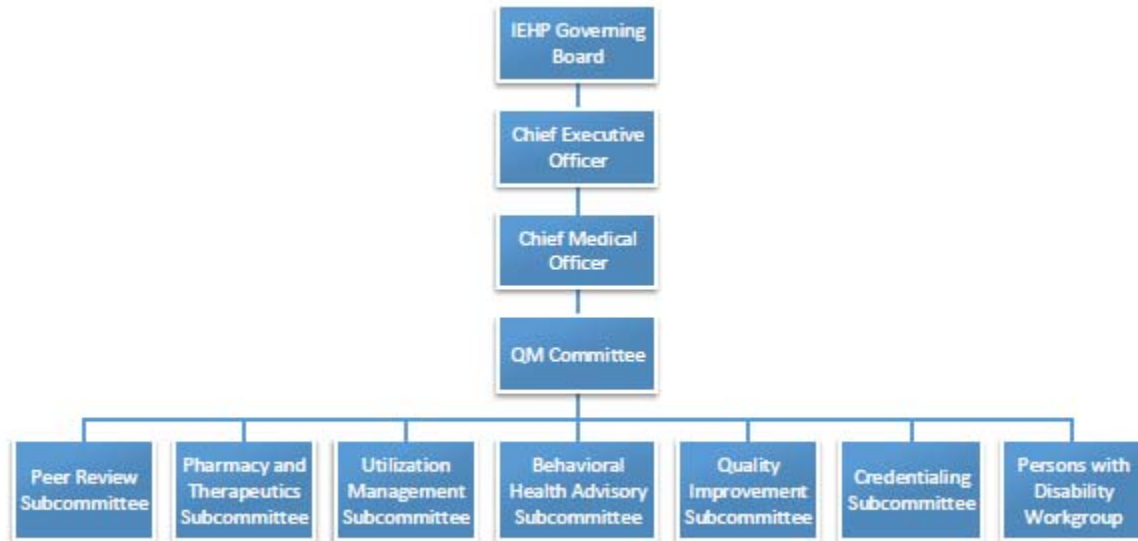 IEHP Governing
Board
Chief Executive
Officer
Chief Medical
Officer
QM Committee
Peer Review
Subcommittee
Pharmacy and
Therapeutics
Subcommittee
Utilization
Management
Subcommittee
Behavioral
Health Advisory
Subcommittee
Quality
Improvement
Subcommittee
Credentialing
Subcommittee
Persons with
Disability
Workgroup